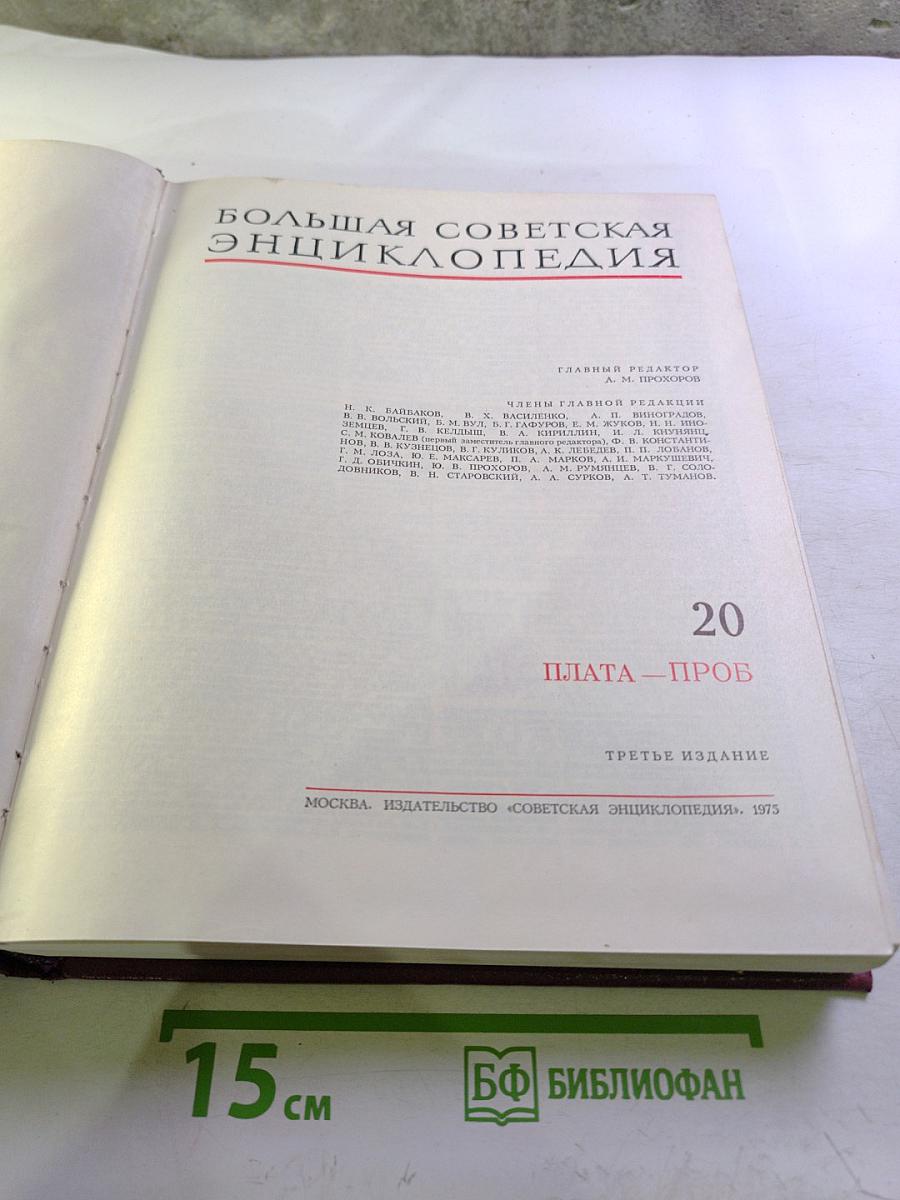 БОЛЬШАЯ СОВЕТСКАЯ
ЭНЦИКЛОПЕДИЯ
ГЛАВНЫЙ РЕДАКТОР
А. М. ПРОХОРОВ
ЧЛЕНЫ ГЛАВНОЙ РЕДАКЦИИ
Н. К. БАЙБАКОВ, В. Х. ВАСИЛЕНКО, А. П. ВИНОГРАДОВ,
В. В. ВОЛЬСКИЙ, Б. М. ВУЛ, Б. Г. ГАФУРОВ, Е. М. ЖУКОВ, Н. Н. ИНО-
ЗЕМЦЕВ, Г. В. КЕЛДЫШ, В. А. КИРИЛЛИН, И. Л. КНУНЯНЦ,
С. М. КОВАЛЕВ (первый заместитель главного редактора), Ф. В. КОНСТАНТИ-
НОВ, В. В. КУЗНЕЦОВ, В. Г. КУЛИКОВ, А. К. ЛЕБЕДЕВ, П. П. ЛОБАНОВ,
Г. М. ЛОЗА, Ю. Е. МАКСАРЕВ, П. А. МАРКОВ, А. И. МАРКУШЕВИЧ,
Г. Д. ОБИЧКИН, Ю. В. ПРОХОРОВ, А. М. РУМЯНЦЕВ, В. Г. СОЛО-
ДОВНИКОВ, В. Н. СТАРОВСКИЙ, А. А. СУРКОВ, А. Т. ТУМАНОВ.
20
ПЛАТА — ПРОБ
ТРЕТЬЕ ИЗДАНИЕ
МОСКВА. ИЗДАТЕЛЬСТВО «СОВЕТСКАЯ ЭНЦИКЛОПЕДИЯ». 1975
15 см
БФ БИБЛИОФАН